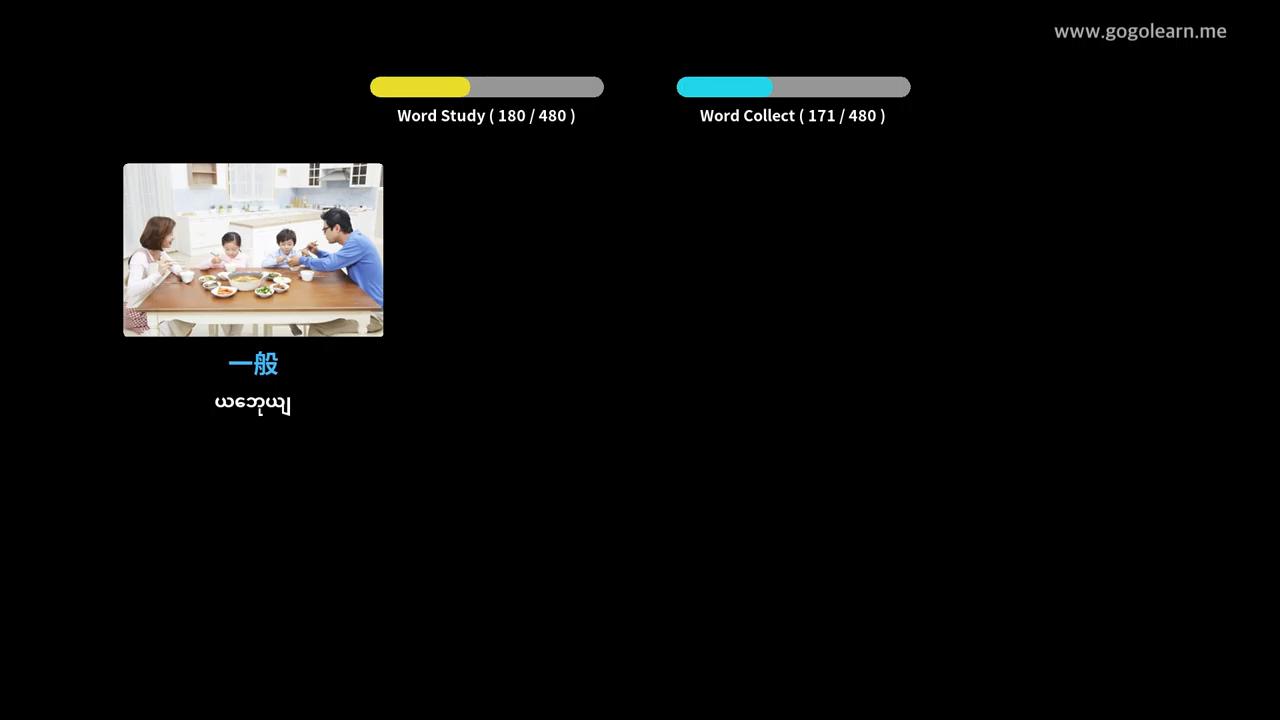 www.gogolearn.me
Word Study ( 180 / 480 )
Word Collect ( 171 / 480 )
一般
ယဘေုယျ